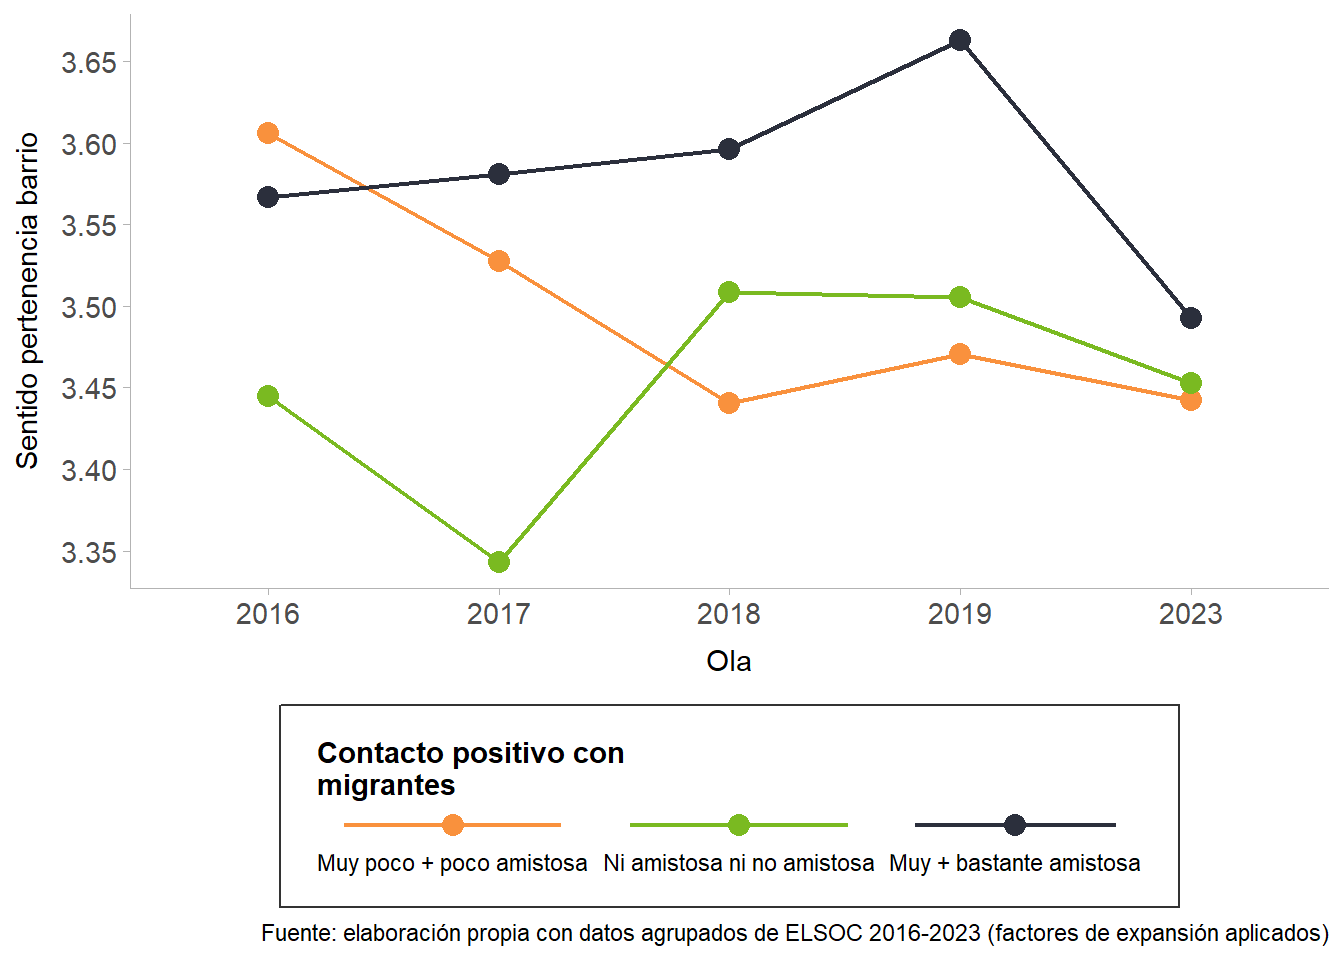 Sentido pertenencia barrio
3.65
3.60
3.55
3.50
3.45
3.40
3.35
2016 2017 2018 2019 2023
Ola
Contacto positivo con
migrantes
Muy poco + poco amistosa Ni amistosa ni no amistosa Muy + bastante amistosa
Fuente: elaboración propia con datos agrupados de ELSOC 2016-2023 (factores de expansión aplicados)